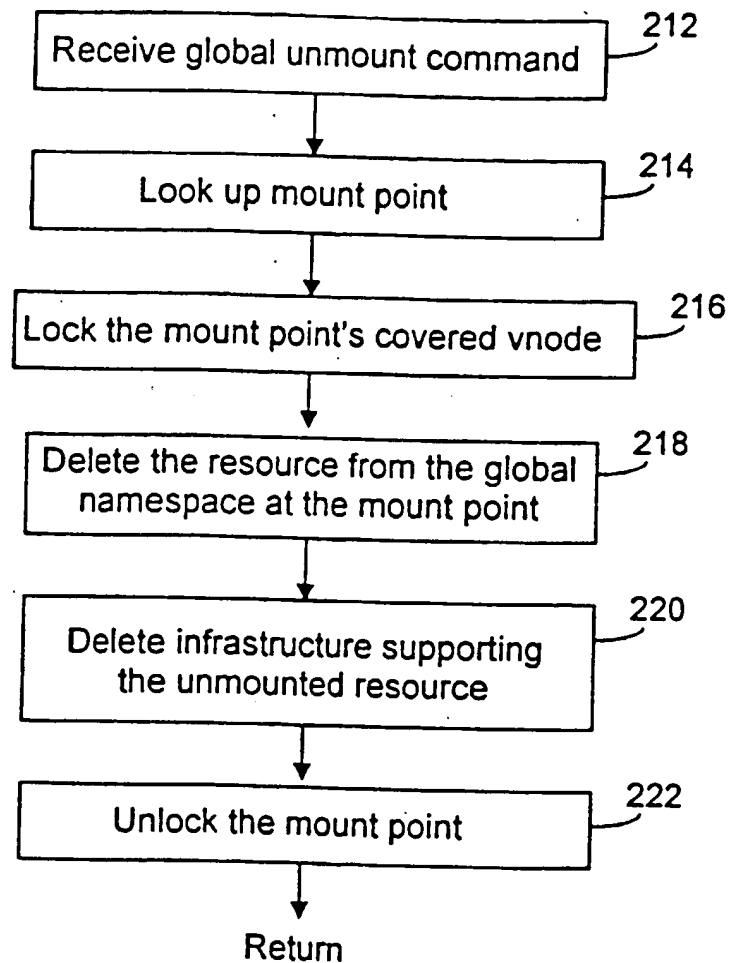 212
Receive global unmount command
214
Look up mount point
216
Lock the mount point's covered vnode
218
Delete the resource from the global
namespace at the mount point
220
Delete infrastructure supporting
the unmounted resource
222
Unlock the mount point
Return